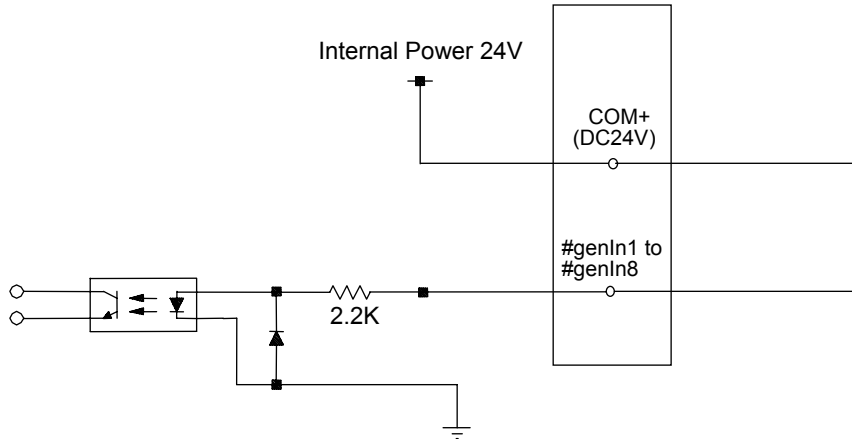 Internal Power 24V
COM+
(DC24V)
#genIn1 to
#genIn8
2.2K